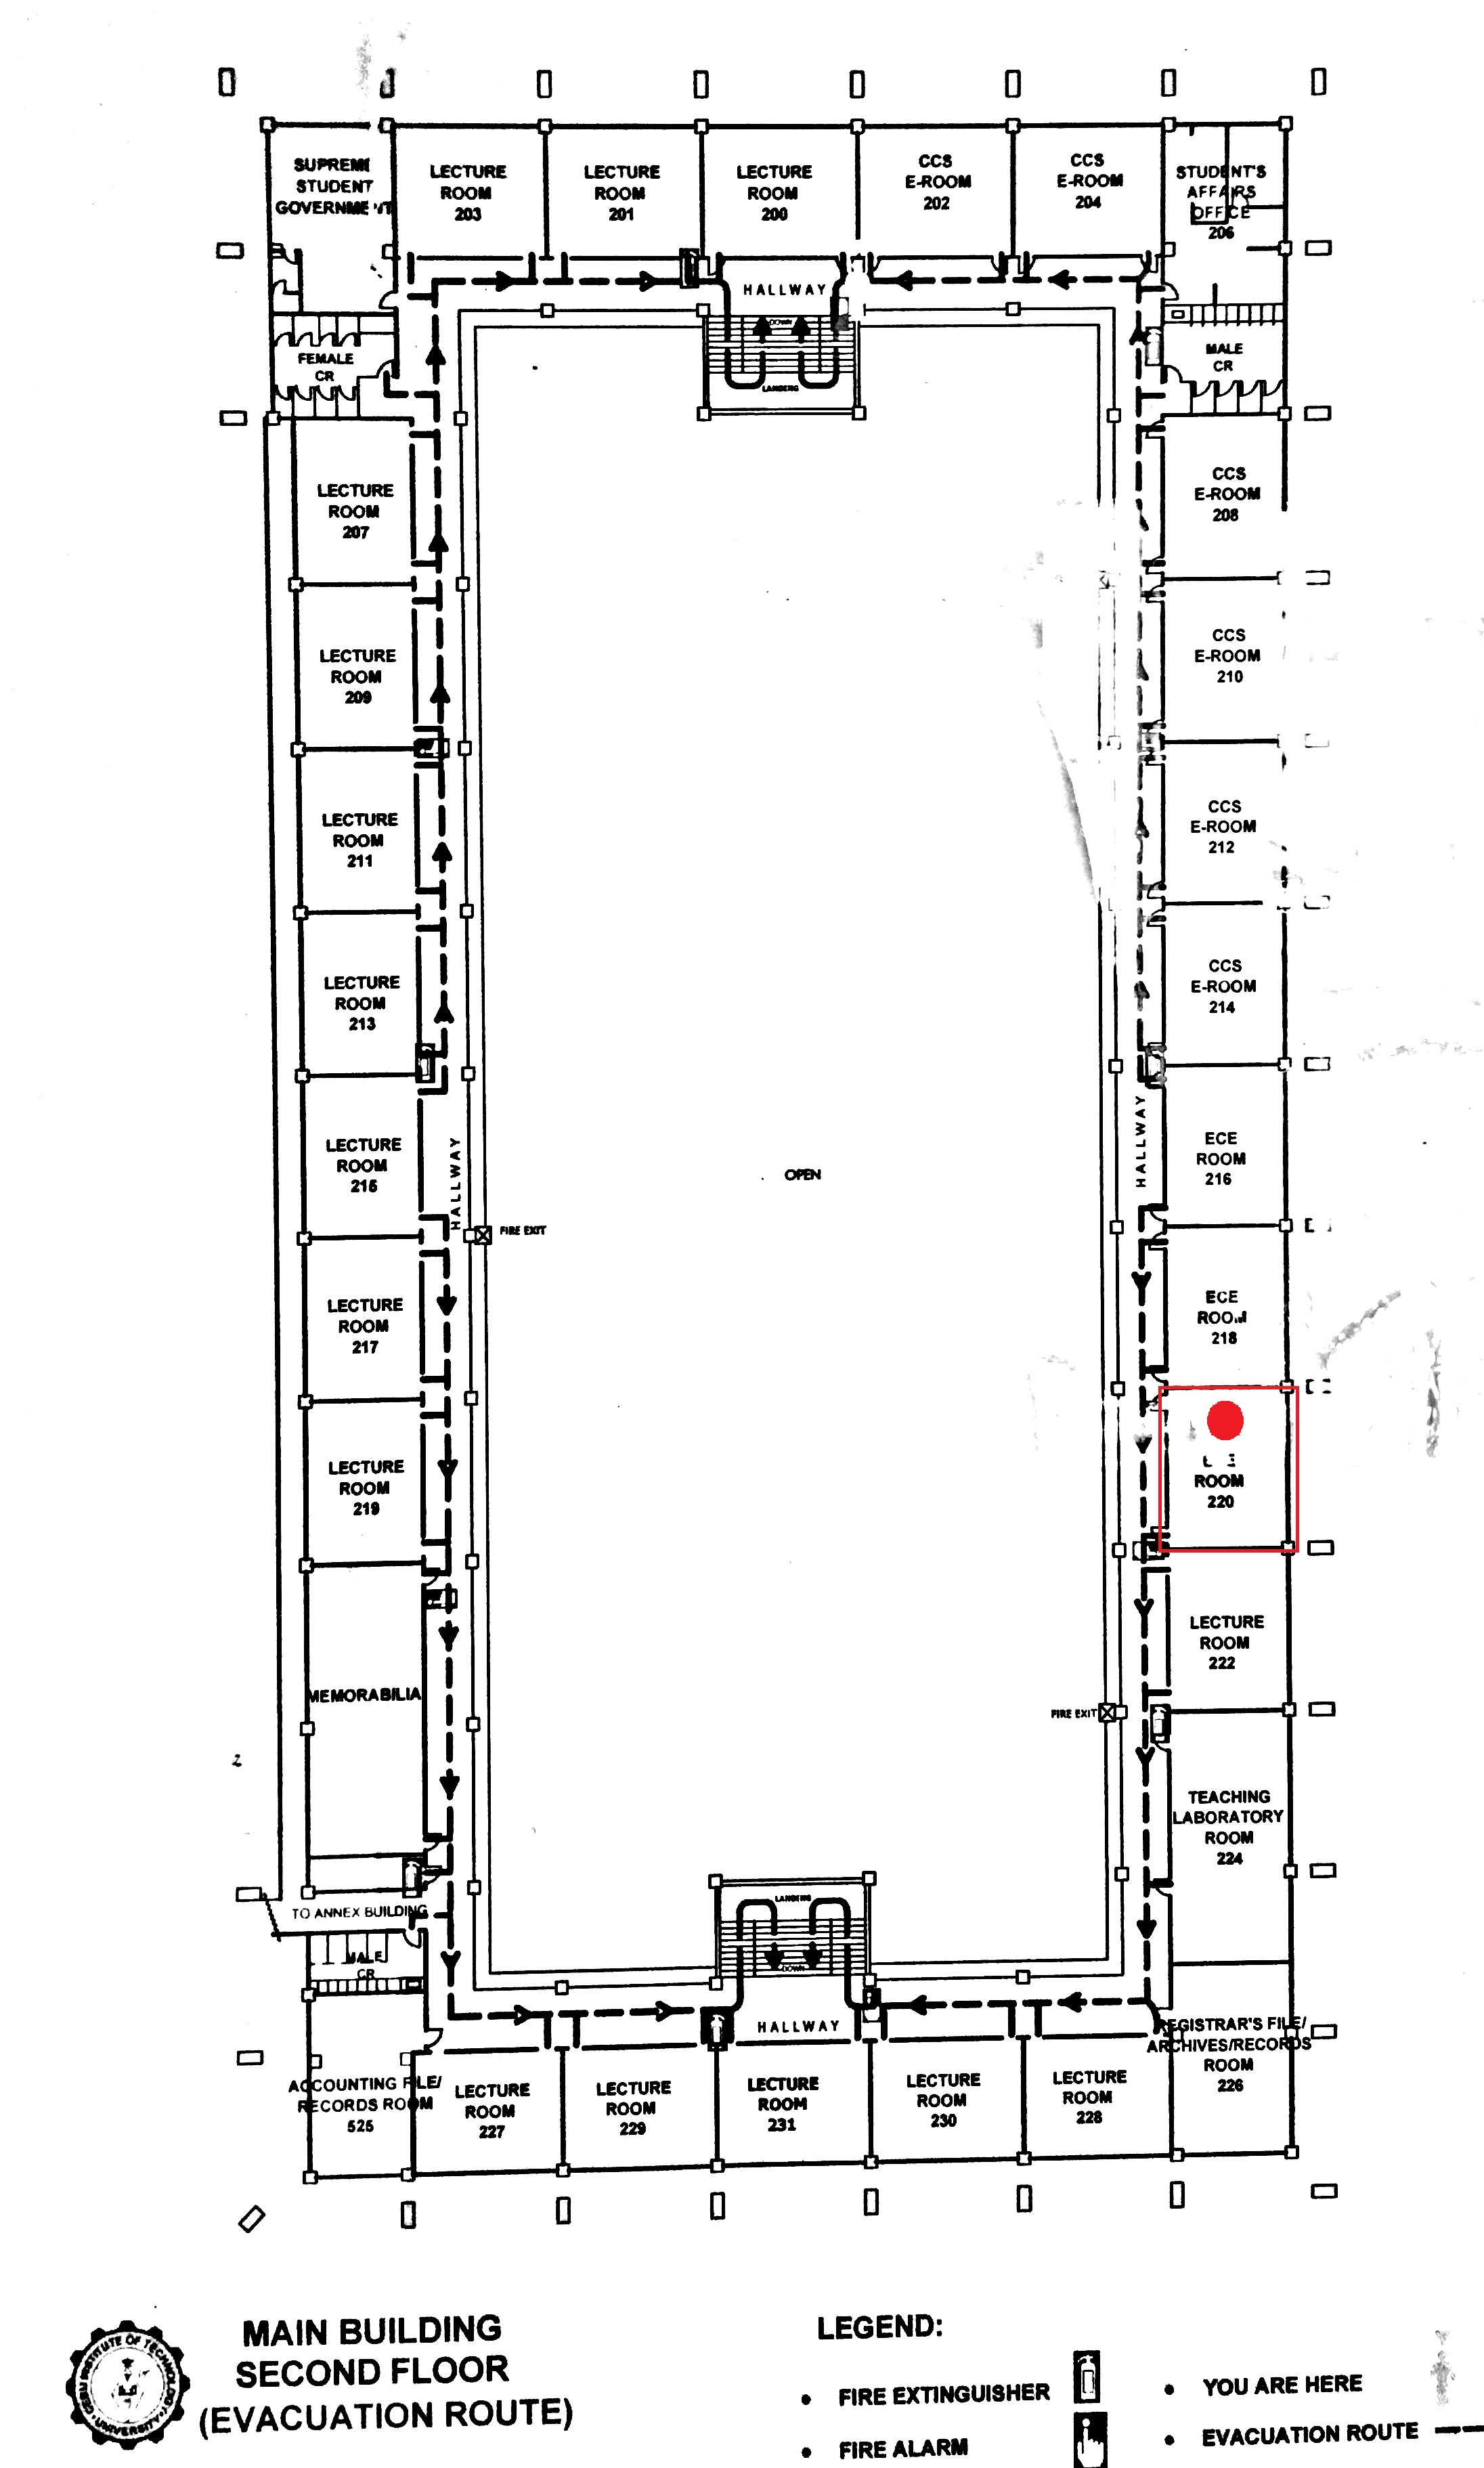 SUPREME
STUDENT
GOVERNMENT
LECTURE
ROOM
203
LECTURE
ROOM
201
LECTURE
ROOM
200
CCS
E-ROOM
202
CCS
E-ROOM
204
STUDENT'S
AFFAIRS
OFFICE
206
HALLWAY
DOWN
LANDING
FEMALE
CR
MALE
CR
LECTURE
ROOM
207
CCS
E-ROOM
208
LECTURE
ROOM
209
CCS
E-ROOM
210
LECTURE
ROOM
211
CCS
E-ROOM
212
LECTURE
ROOM
213
CCS
E-ROOM
214
LECTURE
ROOM
215
HALLWAY
OPEN
HALLWAY
ECE
ROOM
216
FIRE EXIT
LECTURE
ROOM
217
ECE
ROOM
218
LECTURE
ROOM
219
ROOM
220
LECTURE
ROOM
222
MEMORABILIA
FIRE EXIT
TEACHING
LABORATORY
ROOM
224
TO ANNEX BUILDING
MALE
CR
LANDING
DOWN
HALLWAY
REGISTRAR'S FILE/
ARCHIVES/RECORDS
ROOM
226
ACCOUNTING FILE/
RECORDS ROOM
525
LECTURE
ROOM
227
LECTURE
ROOM
229
LECTURE
ROOM
231
LECTURE
ROOM
230
LECTURE
ROOM
228
CEBU INSTITUTE OF TECHNOLOGY
UNIVERSITY
MAIN BUILDING
SECOND FLOOR
(EVACUATION ROUTE)
LEGEND:
• FIRE EXTINGUISHER
• FIRE ALARM
• YOU ARE HERE
• EVACUATION ROUTE